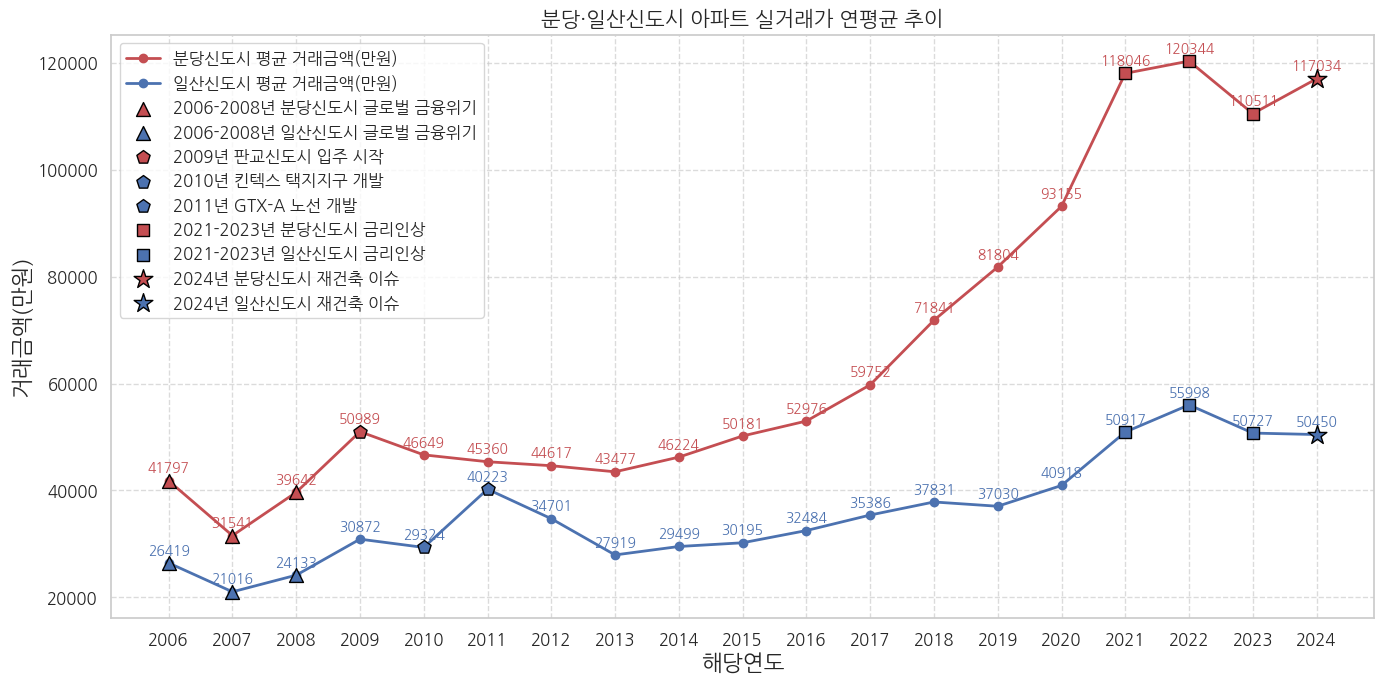 분당·일산신도시 아파트 실거래가 연평균 추이
분당신도시 평균 거래금액(만원)
일산신도시 평균 거래금액(만원)
2006-2008년 분당신도시 글로벌 금융위기
2006-2008년 일산신도시 글로벌 금융위기
2009년 판교신도시 입주 시작
2010년 킨텍스 택지지구 개발
2011년 GTX-A 노선 개발
2021-2023년 분당신도시 금리인상
2021-2023년 일산신도시 금리인상
2024년 분당신도시 재건축 이슈
2024년 일산신도시 재건축 이슈
거래금액(만원)
120000
100000
80000
60000
40000
20000
41797
31541
39642
50989
46649
45360
44617
43477
46224
50181
52976
59752
71841
81804
93155
118046
120344
110511
117034
26419
21016
24133
30872
29324
40223
34701
27919
29499
30195
32484
35386
37831
37030
40918
50917
55998
50727
50450
2006 2007 2008 2009 2010 2011 2012 2013 2014 2015 2016 2017 2018 2019 2020 2021 2022 2023 2024
해당연도